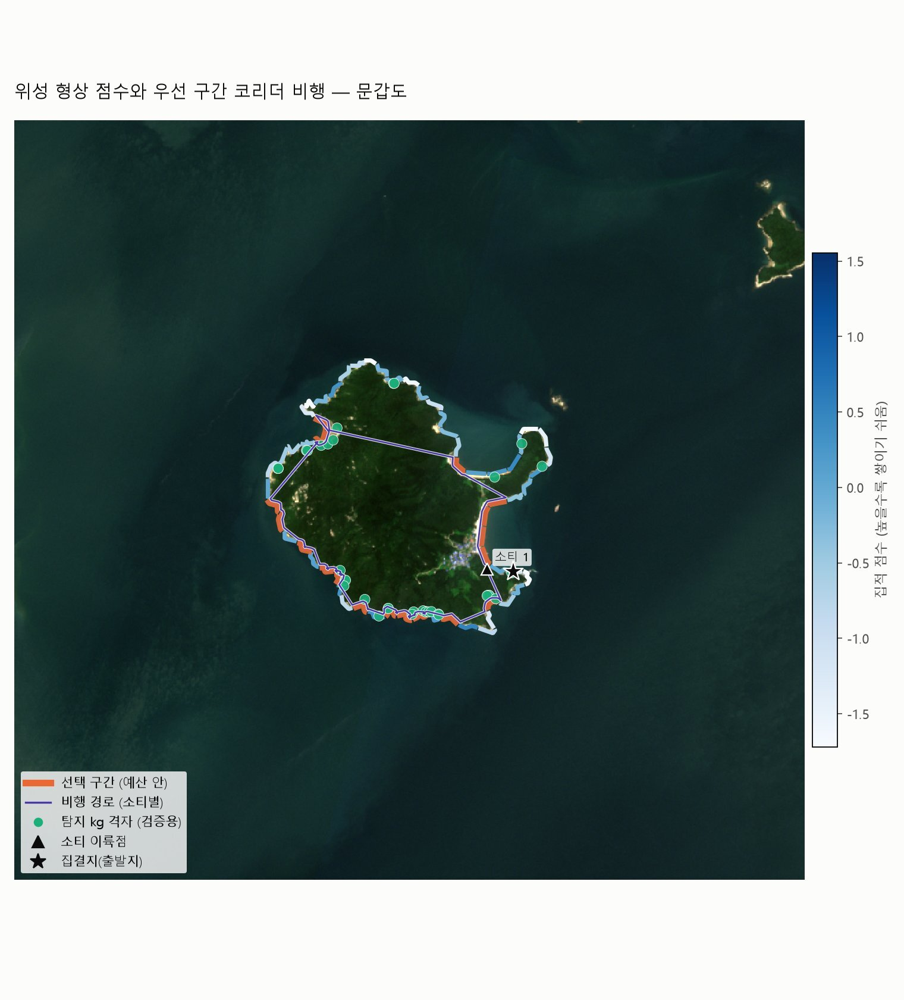 위성 형상 점수와 우선 구간 코리더 비행 — 문갑도
소티 1
선택 구간 (예산 안)
비행 경로 (소티별)
탐지 kg 격자 (검증용)
소티 이륙점
집결지(출발지)
1.5
1.0
0.5
0.0
-0.5
-1.0
-1.5
집적 점수 (높을수록 쌓이기 쉬움)